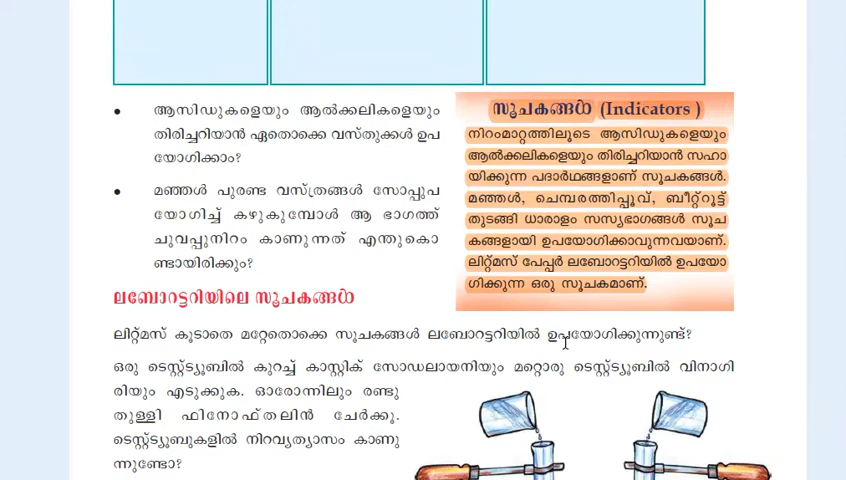 • ആസിഡുകളെയും ആൽക്കലികളെയും
തിരിച്ചറിയാൻ ഏതൊക്കെ വസ്തുക്കൾ ഉപ
യോഗിക്കാം?
• മഞ്ഞൾ പുരണ്ട വസ്ത്രങ്ങൾ സോപ്പുപ
യോഗിച്ച് കഴുകുമ്പോൾ ആ ഭാഗത്ത്
ചുവപ്പുനിറം കാണുന്നത് എന്തുകൊ
ണ്ടായിരിക്കും?
സൂചകങ്ങൾ (Indicators )
നിറംമാറ്റത്തിലൂടെ ആസിഡുകളെയും
ആൽക്കലികളെയും തിരിച്ചറിയാൻ സഹാ
യിക്കുന്ന പദാർഥങ്ങളാണ് സൂചകങ്ങൾ.
മഞ്ഞൾ, ചെമ്പരത്തിപ്പൂവ്, ബീറ്റ്റൂട്ട്
തുടങ്ങി ധാരാളം സസ്യഭാഗങ്ങൾ സൂച
കങ്ങളായി ഉപയോഗിക്കാവുന്നവയാണ്.
ലിറ്റ്മസ് പേപ്പർ ലബോറട്ടറിയിൽ ഉപയോ
ഗിക്കുന്ന ഒരു സൂചകമാണ്.
ലബോറട്ടറിയിലെ സൂചകങ്ങൾ
ലിറ്റ്മസ് കൂടാതെ മറ്റേതൊക്കെ സൂചകങ്ങൾ ലബോറട്ടറിയിൽ ഉപയോഗിക്കുന്നുണ്ട്?
ഒരു ടെസ്റ്റ്ട്യൂബിൽ കുറച്ച് കാസ്റ്റിക് സോഡലായനിയും മറ്റൊരു ടെസ്റ്റ്ട്യൂബിൽ വിനാഗി
രിയും എടുക്കുക. ഓരോന്നിലും രണ്ടു
തുള്ളി ഫിനോഫ്തലിൻ ചേർക്കൂ.
ടെസ്റ്റ്ട്യൂബുകളിൽ നിറവ്യത്യാസം കാണു
ന്നുണ്ടോ?